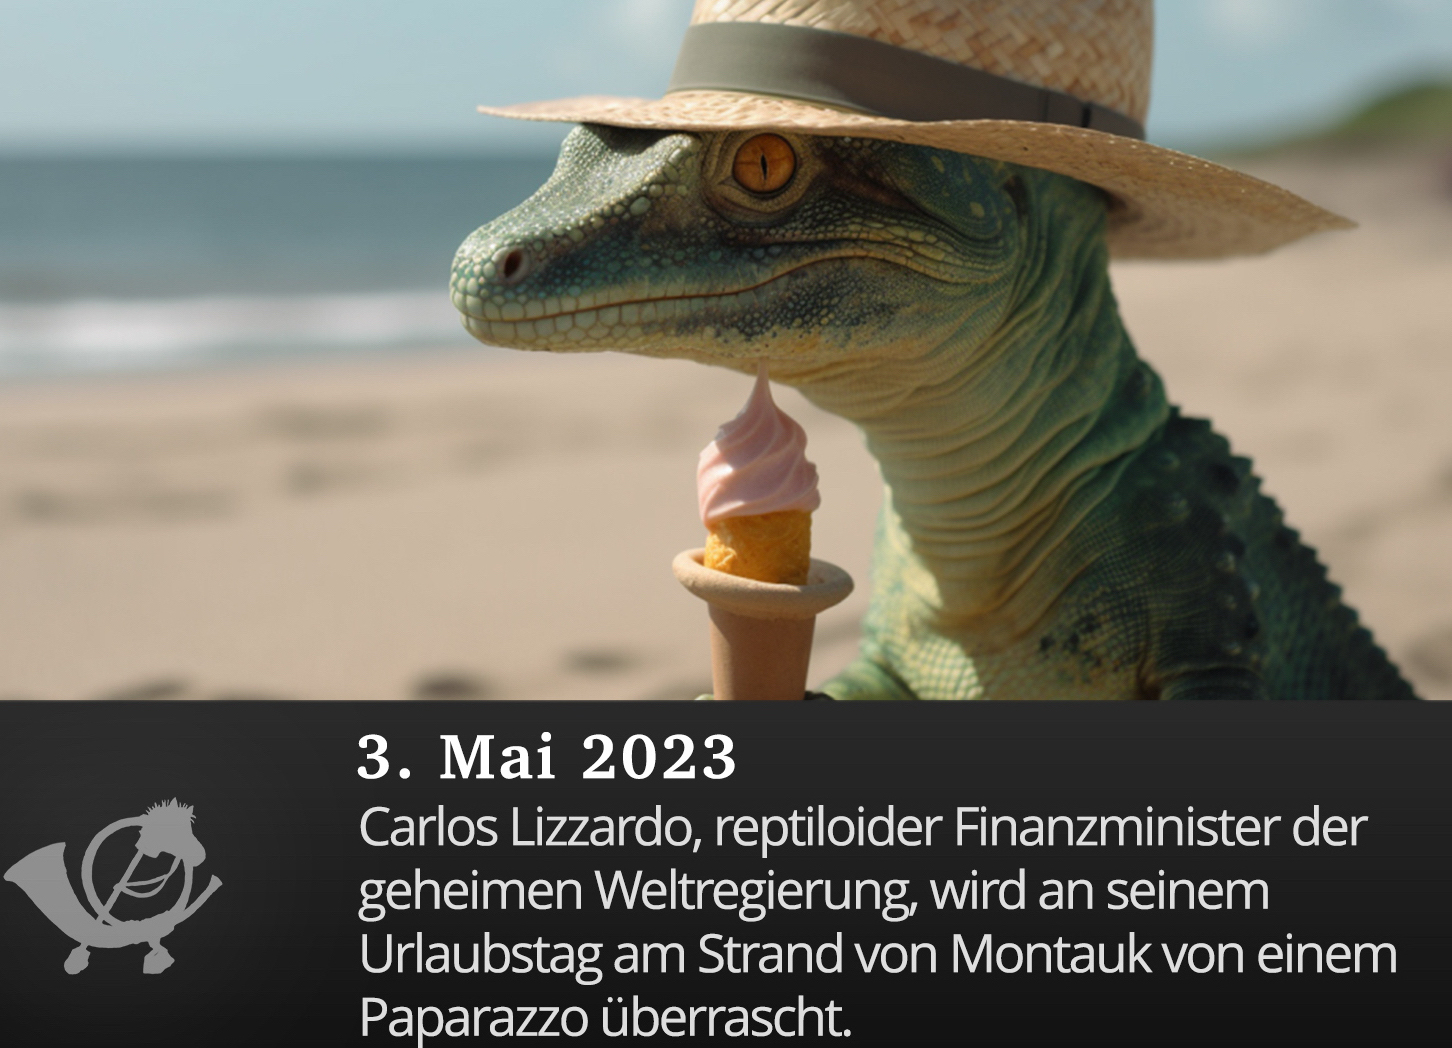 3. Mai 2023
Carlos Lizzardo, reptiloider Finanzminister der
geheimen Weltregierung, wird an seinem
Urlaubstag am Strand von Montauk von einem
Paparazzo überrascht.